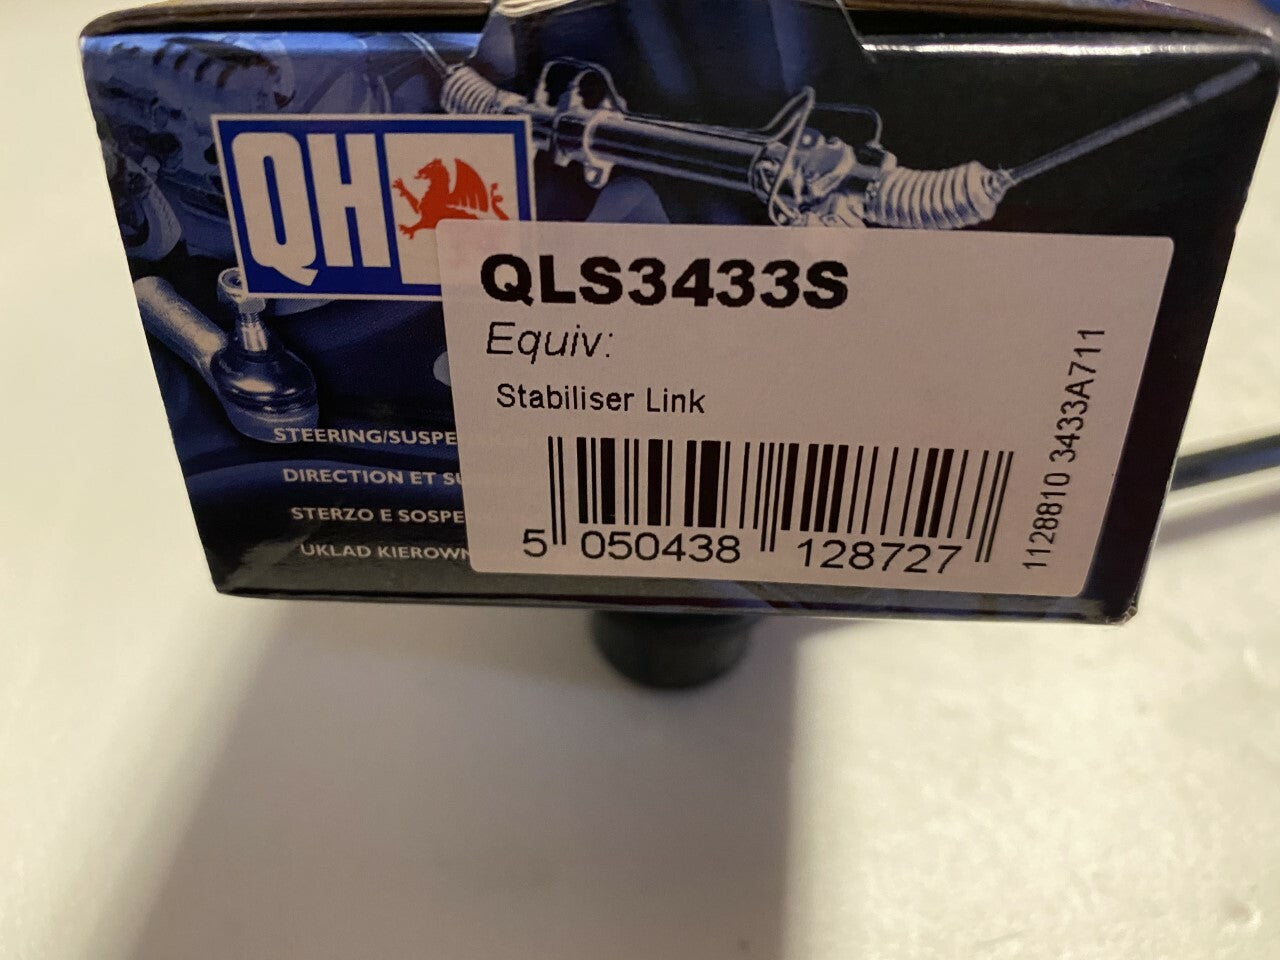 QH
QLS3433S
Equiv:
Stabiliser Link
STEERING/SUSPE
DIRECTION ET SU
STERZO E SOSPE
UKLAD KIEROWN
5 050438 128727
1128810 3433A711